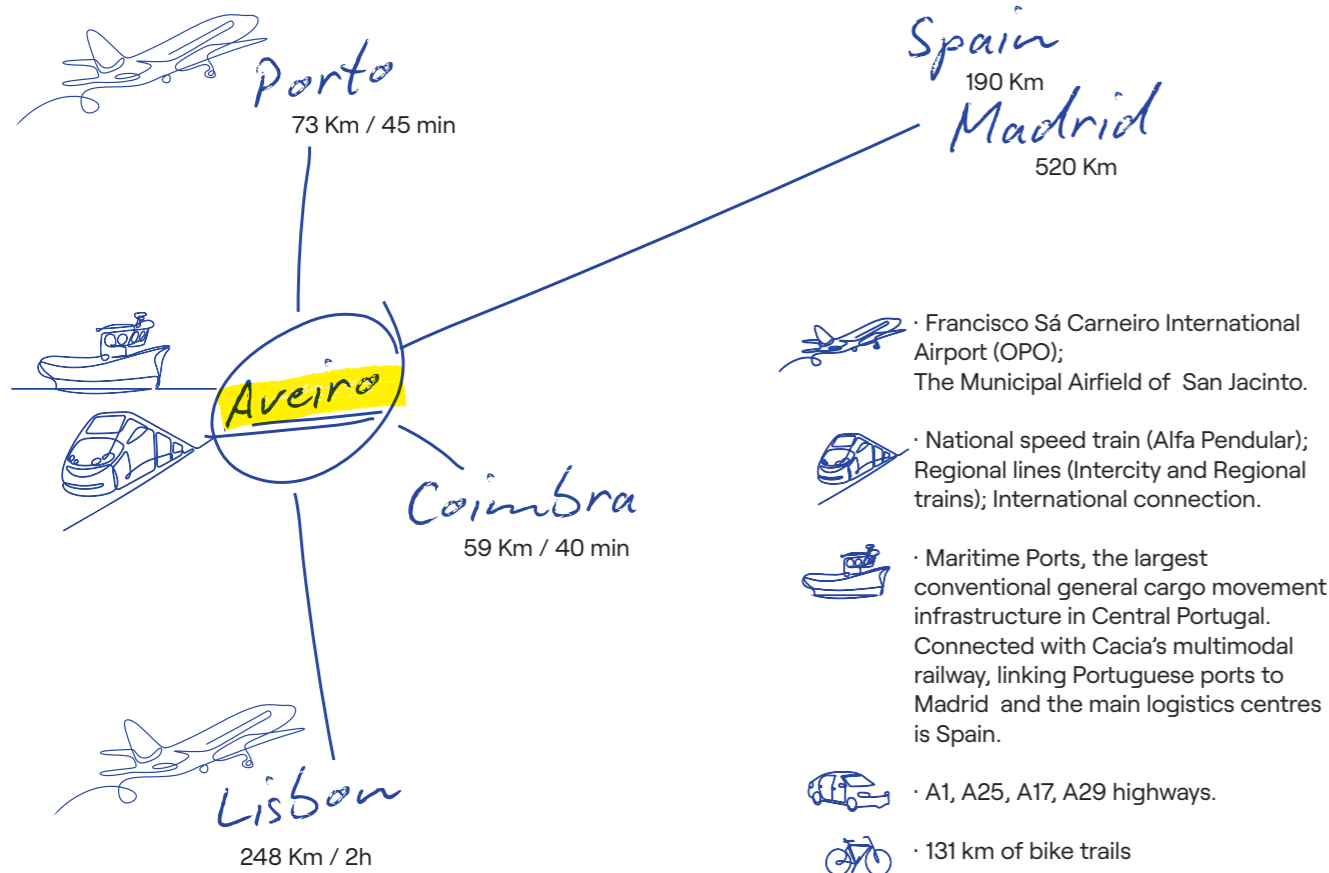 Porto
73 Km / 45 min
Spain
190 Km
Madrid
520 Km
Aveiro
Coimbra
59 Km / 40 min
Lisbon
248 Km / 2h
· Francisco Sá Carneiro International
Airport (OPO);
The Municipal Airfield of San Jacinto.
· National speed train (Alfa Pendular);
Regional lines (Intercity and Regional
trains); International connection.
· Maritime Ports, the largest
conventional general cargo movement
infrastructure in Central Portugal.
Connected with Cacia’s multimodal
railway, linking Portuguese ports to
Madrid and the main logistics centres
is Spain.
· A1, A25, A17, A29 highways.
· 131 km of bike trails